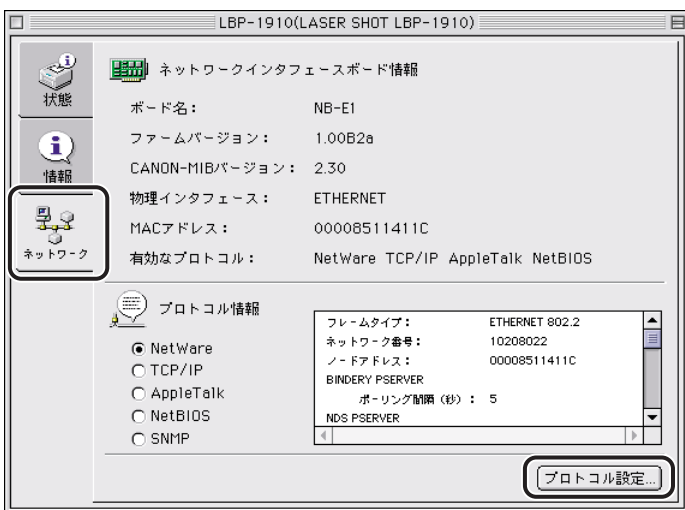 LBP-1910(LASER SHOT LBP-1910)
状態
情報
ネットワーク
ネットワークインタフェースボード情報
ボード名: NB-E1
ファームバージョン: 1.00B2a
CANON-MIBバージョン: 2.30
物理インタフェース: ETHERNET
MACアドレス: 00008511411C
有効なプロトコル: NetWare TCP/IP AppleTalk NetBIOS
プロトコル情報
NetWare
TCP/IP
AppleTalk
NetBIOS
SNMP
フレームタイプ: ETHERNET 802.2
ネットワーク番号: 10208022
ノードアドレス: 00008511411C
BINDERY PSERVER
ポーリング間隔(秒): 5
NDS PSERVER
プロトコル設定...